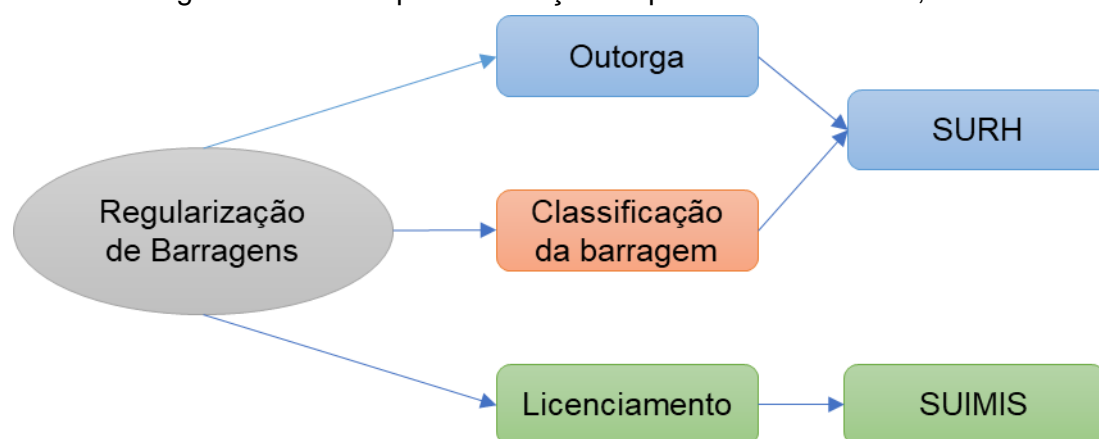 Outorga
SURH
Regularização
de Barragens
Classificação
da barragem
Licenciamento
SUIMIS